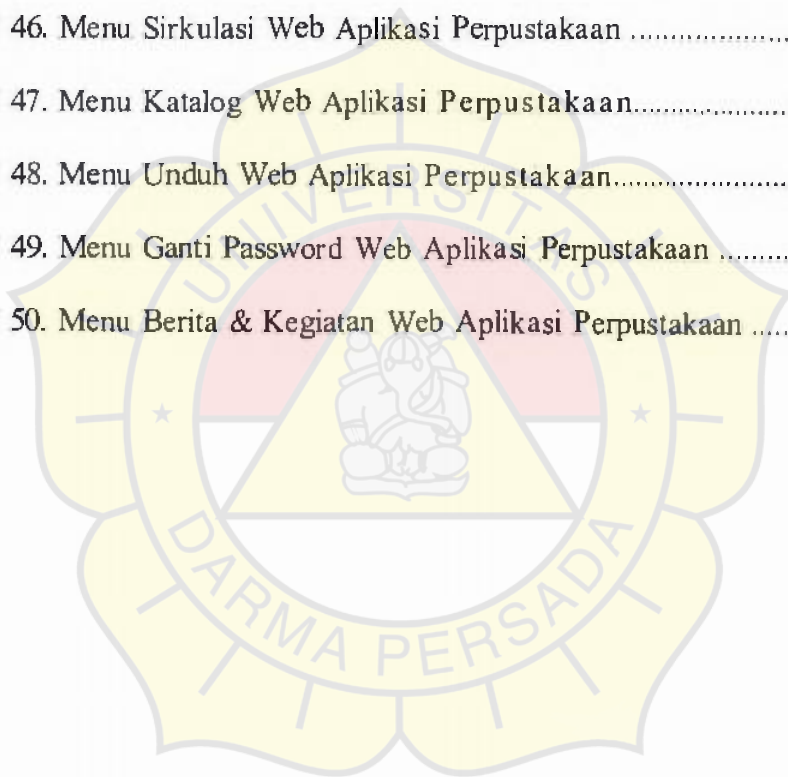 46. Menu Sirkulasi Web Aplikasi Perpustakaan ....................
47. Menu Katalog Web Aplikasi Perpustakaan....................
48. Menu Unduh Web Aplikasi Perpustakaan......................
49. Menu Ganti Password Web Aplikasi Perpustakaan .........
50. Menu Berita & Kegiatan Web Aplikasi Perpustakaan .....
UNIVERSITAS
DARMA PERSADA